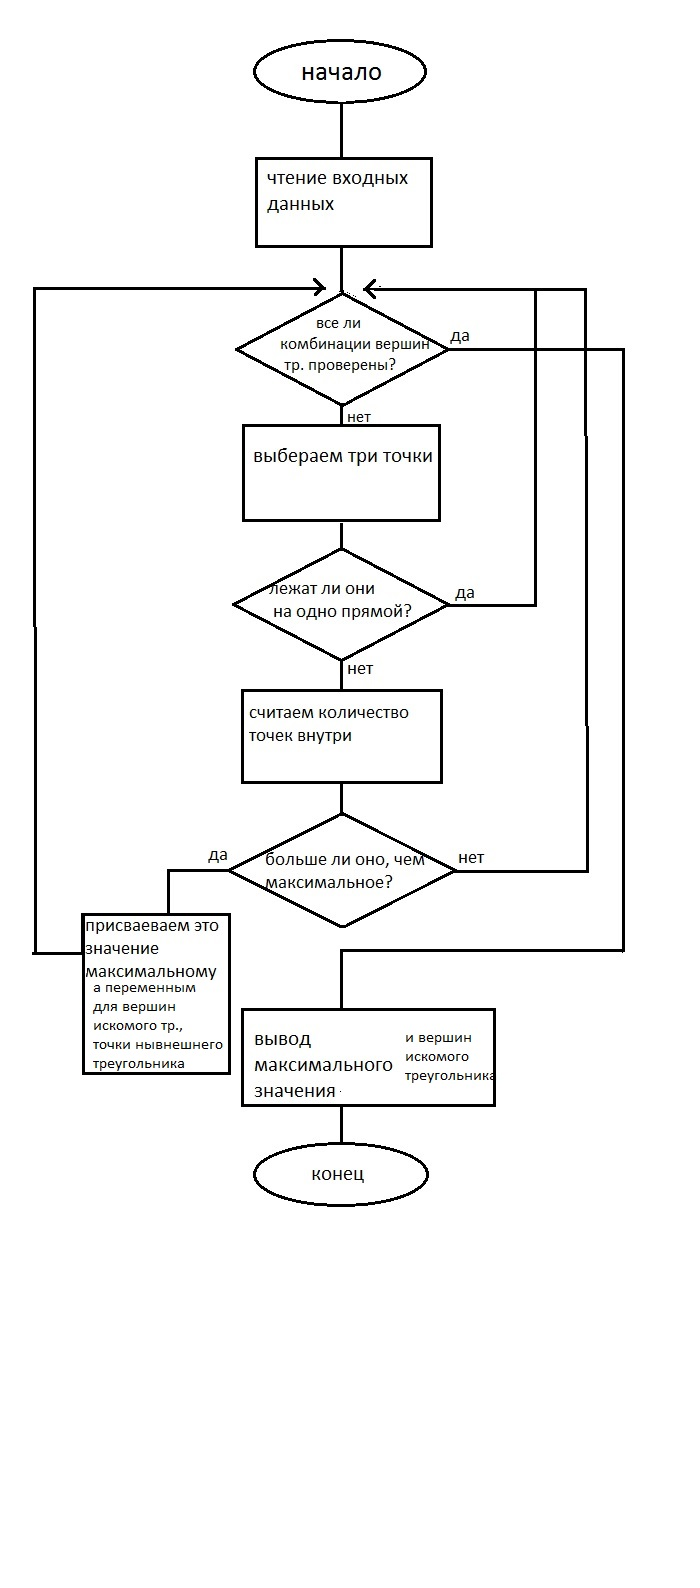 начало
чтение входных
данных
все ли
комбинации вершин
тр. проверены?
да
нет
выбераем три точки
лежат ли они
на одно прямой?
да
нет
считаем количество
точек внутри
больше ли оно, чем
максимальное?
да
нет
присваеваем это
значение
максимальному
а переменным
для вершин
искомого тр.,
точки нывнешнего
треугольника
вывод
максимального
значения
и вершин
искомого
треугольника
конец